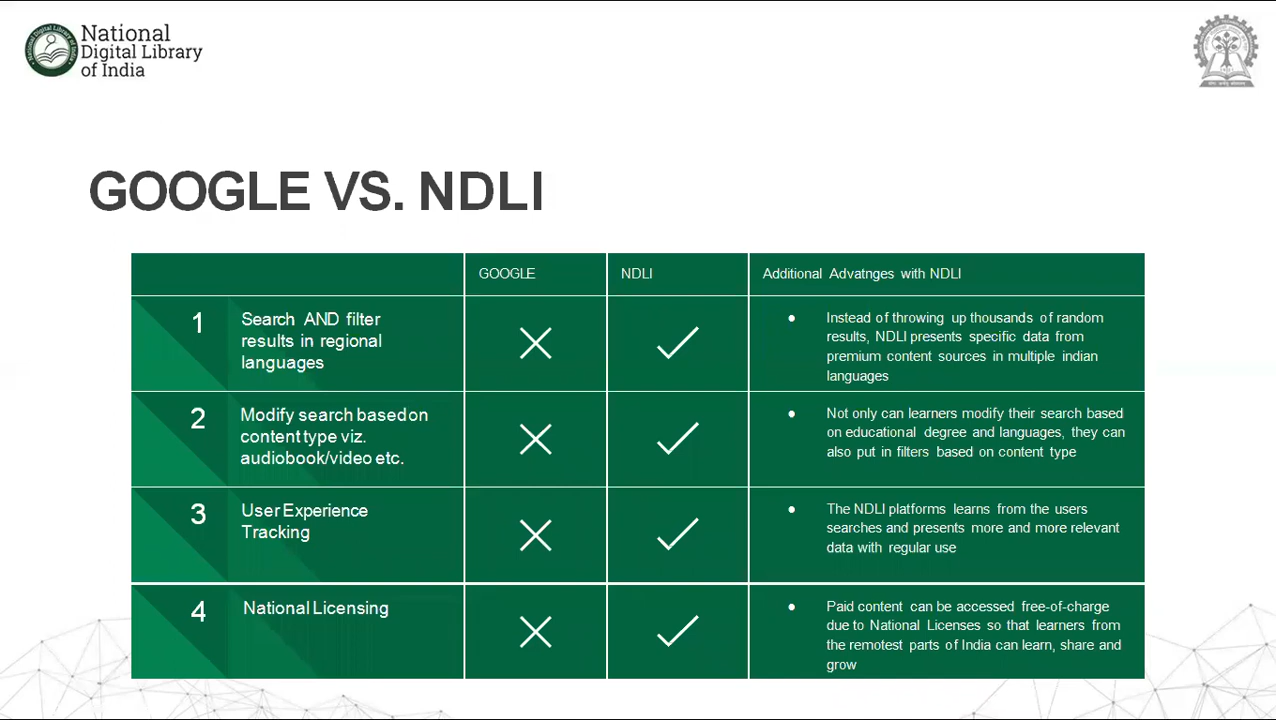 National
Digital Library
of India
GOOGLE VS. NDLI
GOOGLE
NDLI
Additional Advatnges with NDLI
1
Search AND filter
results in regional
languages
● Instead of throwing up thousands of random
results, NDLI presents specific data from
premium content sources in multiple indian
languages
2
Modify search based on
content type viz.
audiobook/video etc.
● Not only can learners modify their search based
on educational degree and languages, they can
also put in filters based on content type
3
User Experience
Tracking
● The NDLI platforms learns from the users
searches and presents more and more relevant
data with regular use
4
National Licensing
● Paid content can be accessed free-of-charge
due to National Licenses so that learners from
the remotest parts of India can learn, share and
grow